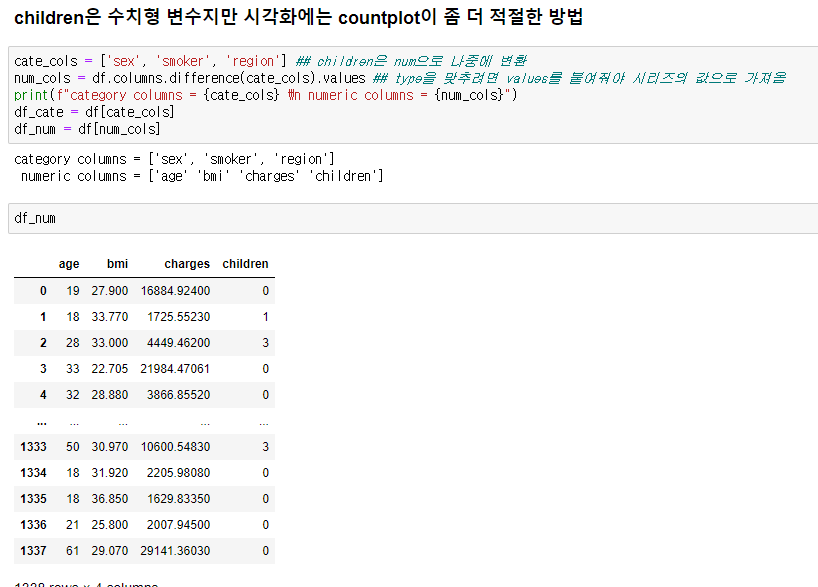 children은 수치형 변수지만 시각화에는 countplot이 좀 더 적절한 방법
cate_cols = ['sex', 'smoker', 'region'] ## children은 num으로 나중에 변환
num_cols = df.columns.difference(cate_cols).values ## type을 맞추려면 values를 붙여줘야 시리즈의 값으로 가져옴
print(f"category columns = {cate_cols} ₩n numeric columns = {num_cols}")
df_cate = df[cate_cols]
df_num = df[num_cols]
category columns = ['sex', 'smoker', 'region']
numeric columns = ['age' 'bmi' 'charges' 'children']
df_num
age bmi charges children
0 19 27.900 16884.92400 0
1 18 33.770 1725.55230 1
2 28 33.000 4449.46200 3
3 33 22.705 21984.47061 0
4 32 28.880 3866.85520 0
... ... ... ... ...
1333 50 30.970 10600.54830 3
1334 18 31.920 2205.98080 0
1335 18 36.850 1629.83350 0
1336 21 25.800 2007.94500 0
1337 61 29.070 29141.36030 0
1338 rows × 4 columns